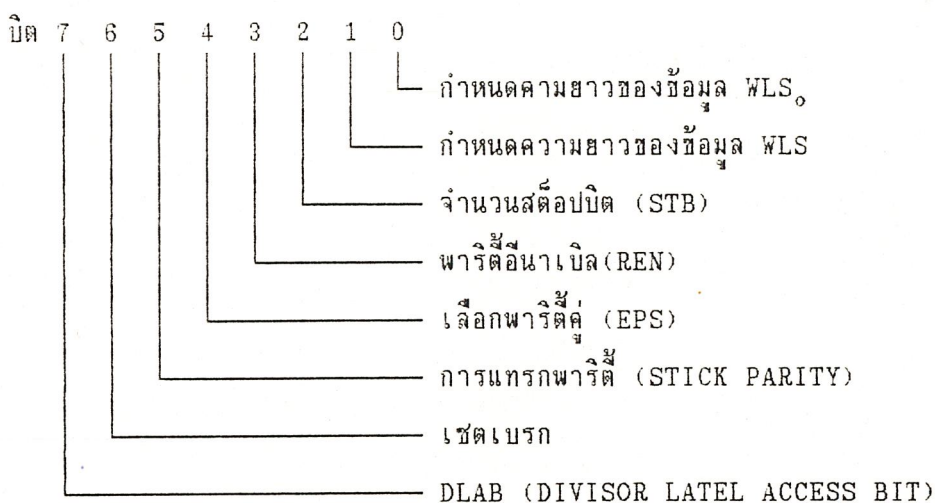 บิต 7 6 5 4 3 2 1 0
กำหนดคามยาวของข้อมูล WLS₀
กำหนดความยาวของข้อมูล WLS
จำนวนสต็อปบิต (STB)
พาริตี้อีนาเบิล(REN)
เลือกพาริตี้คู่ (EPS)
การแทรกพาริตี้ (STICK PARITY)
เซตเบรก
DLAB (DIVISOR LATEL ACCESS BIT)